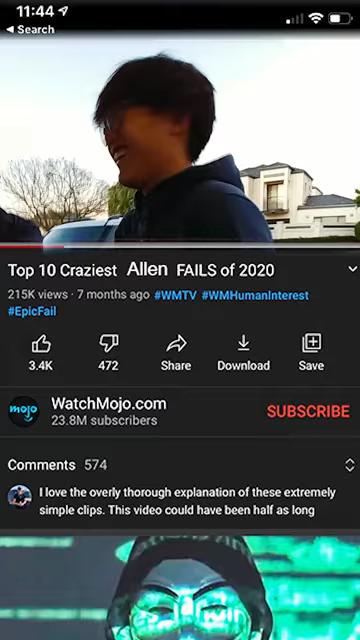 11:44
◀ Search
Top 10 Craziest Allen FAILS of 2020
215K views · 7 months ago #WMTV #WMHumanInterest
#EpicFail
3.4K
472
Share
Download
Save
mojo
WatchMojo.com
23.8M subscribers
SUBSCRIBE
Comments 574
I love the overly thorough explanation of these extremely
simple clips. This video could have been half as long